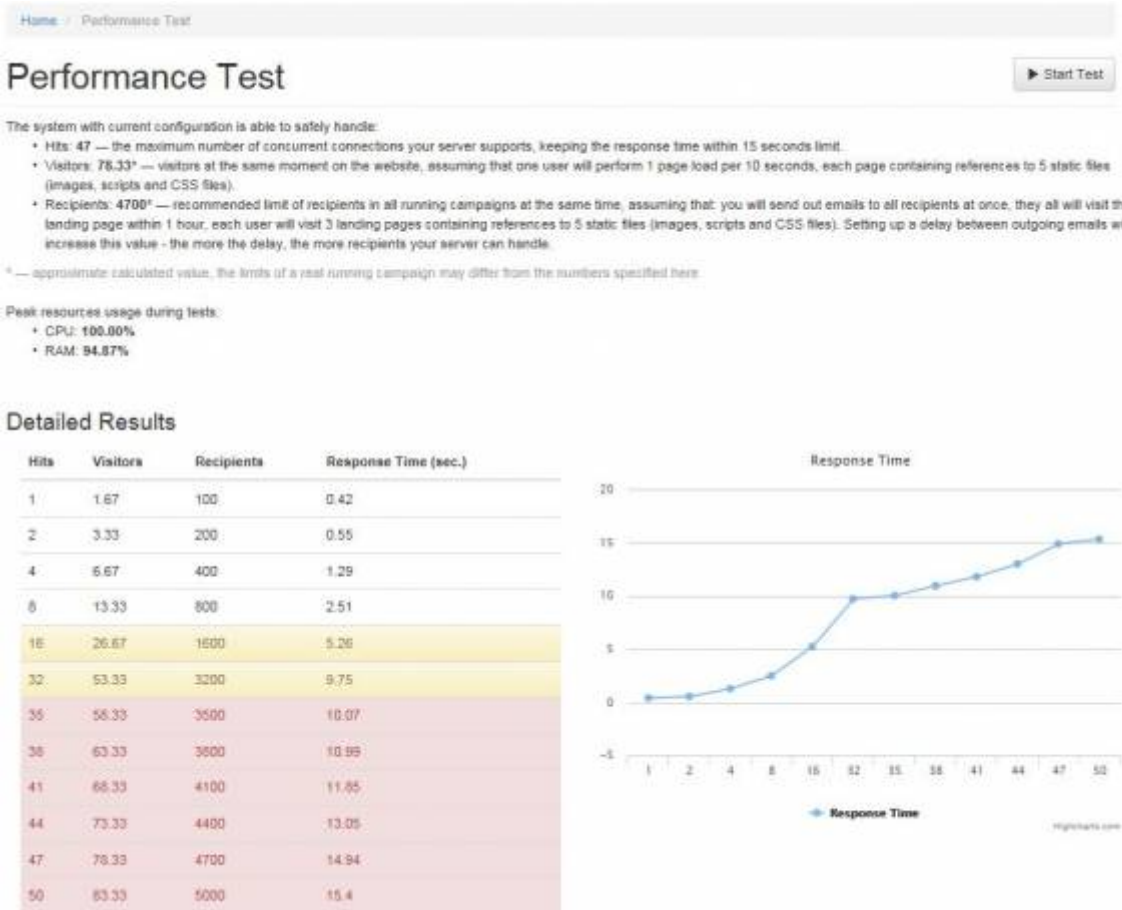 Home / Performance Test
Performance Test
Start Test
The system with current configuration is able to safely handle:
• Hits: 47 — the maximum number of concurrent connections your server supports, keeping the response time within 15 seconds limit.
• Visitors: 78.33* — visitors at the same moment on the website, assuming that one user will perform 1 page load per 10 seconds, each page containing references to 5 static files
(images, scripts and CSS files).
• Recipients: 4700* — recommended limit of recipients in all running campaigns at the same time, assuming that: you will send out emails to all recipients at once, they all will visit th
landing page within 1 hour, each user will visit 3 landing pages containing references to 5 static files (images, scripts and CSS files). Setting up a delay between outgoing emails wi
increase this value - the more the delay, the more recipients your server can handle.
* — approximate calculated value, the limits of a real running campaign may differ from the numbers specified here.
Peak resources usage during tests:
• CPU: 100.00%
• RAM: 94.87%
Detailed Results
Hits Visitors Recipients Response Time (sec.)
1 1.67 100 0.42
2 3.33 200 0.55
4 6.67 400 1.29
8 13.33 800 2.51
16 26.67 1600 5.26
32 53.33 3200 9.75
35 58.33 3500 10.07
38 63.33 3800 10.99
41 68.33 4100 11.85
44 73.33 4400 13.05
47 78.33 4700 14.94
50 83.33 5000 15.4
Response Time
20
15
10
5
0
-5
1 2 4 8 16 32 35 38 41 44 47 50
Response Time
Highcharts.com